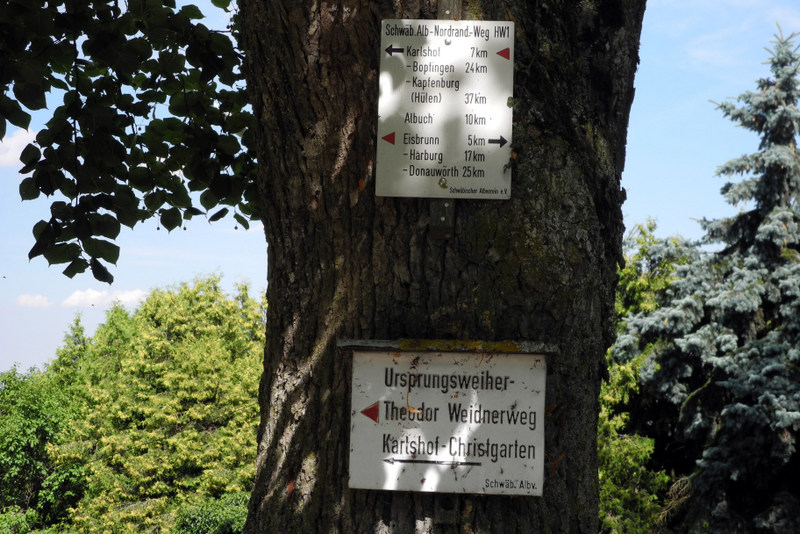 Schwäb. Alb-Nordrand.-Weg HW1
Karlshof 7km
-Bopfingen 24km
-Kapfenburg
(Hülen) 37km
Albuch 10km
Eisbrunn 5km
-Harburg 17km
-Donauwörth 25km
Schwäbischer Albverein e.V.
Ursprungsweiher-
Theodor Weidnerweg
Karlshof-Christgarten
Schwäb. Albv.